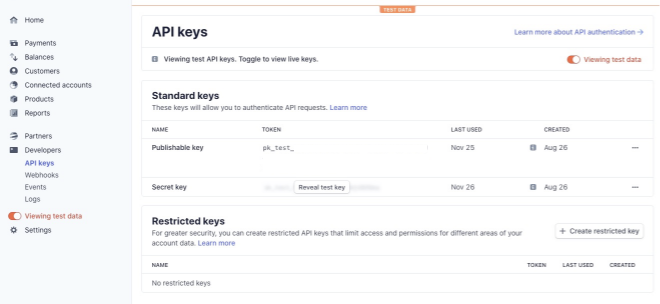 TEST DATA
Home
Payments
Balances
Customers
Connected accounts
Products
Reports
Partners
Developers
API keys
Webhooks
Events
Logs
Viewing test data
Settings
API keys
Learn more about API authentication →
Viewing test API keys. Toggle to view live keys.
Viewing test data
Standard keys
These keys will allow you to authenticate API requests. Learn more
NAME TOKEN LAST USED CREATED
Publishable key pk_test_ Nov 25 Aug 26
Secret key Reveal test key Nov 26 Aug 26
Restricted keys
For greater security, you can create restricted API keys that limit access and permissions for different areas of your
account data. Learn more
+ Create restricted key
NAME TOKEN LAST USED CREATED
No restricted keys